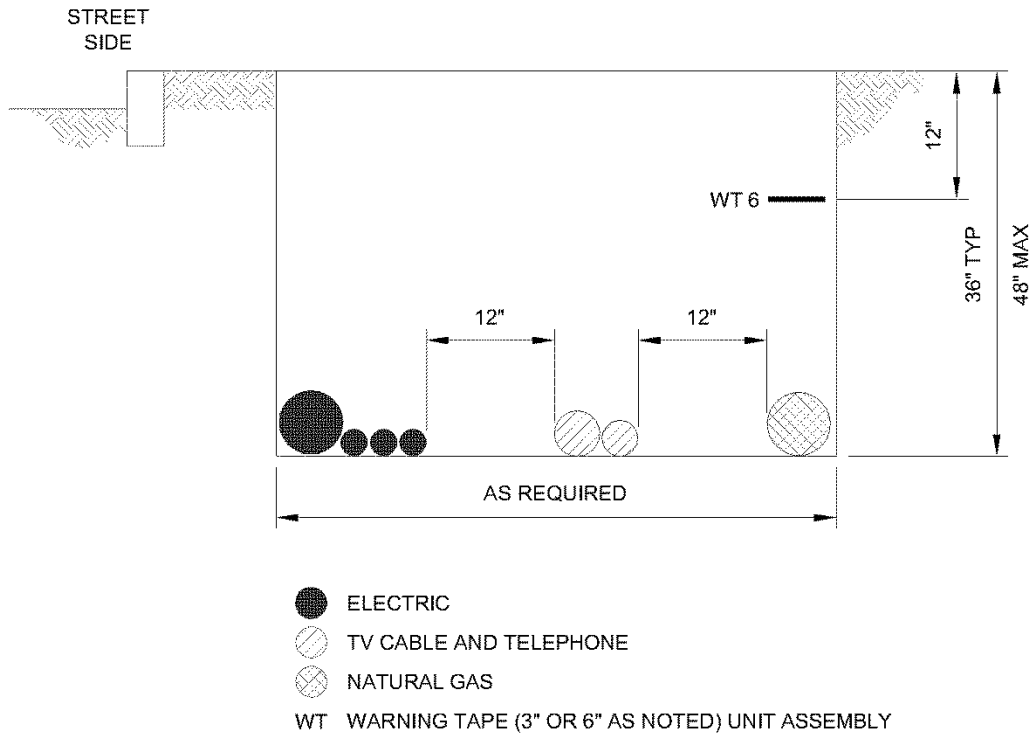 STREET
SIDE
12"
WT 6
36" TYP
48" MAX
12"
12"
AS REQUIRED
ELECTRIC
TV CABLE AND TELEPHONE
NATURAL GAS
WT WARNING TAPE (3" OR 6" AS NOTED) UNIT ASSEMBLY